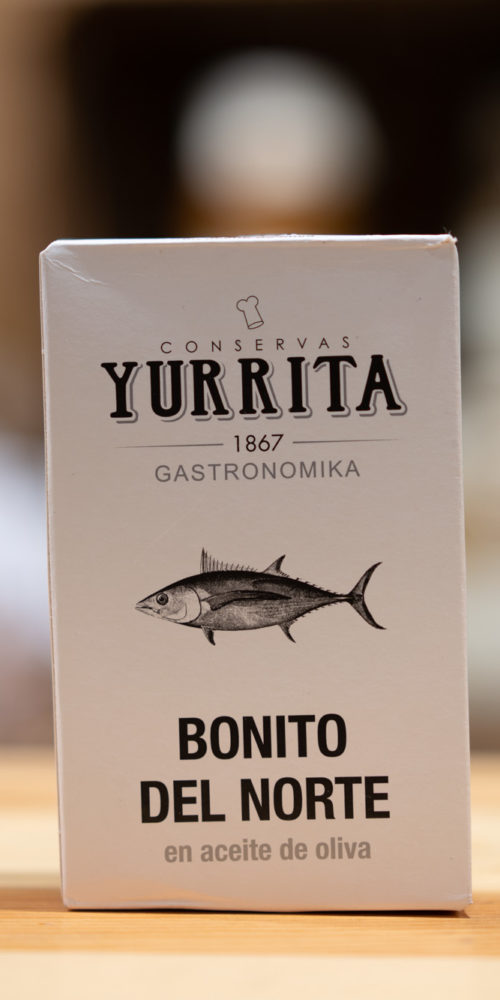 CONSERVAS
YURRITA
1867
GASTRONOMIKA
BONITO
DEL NORTE
en aceite de oliva